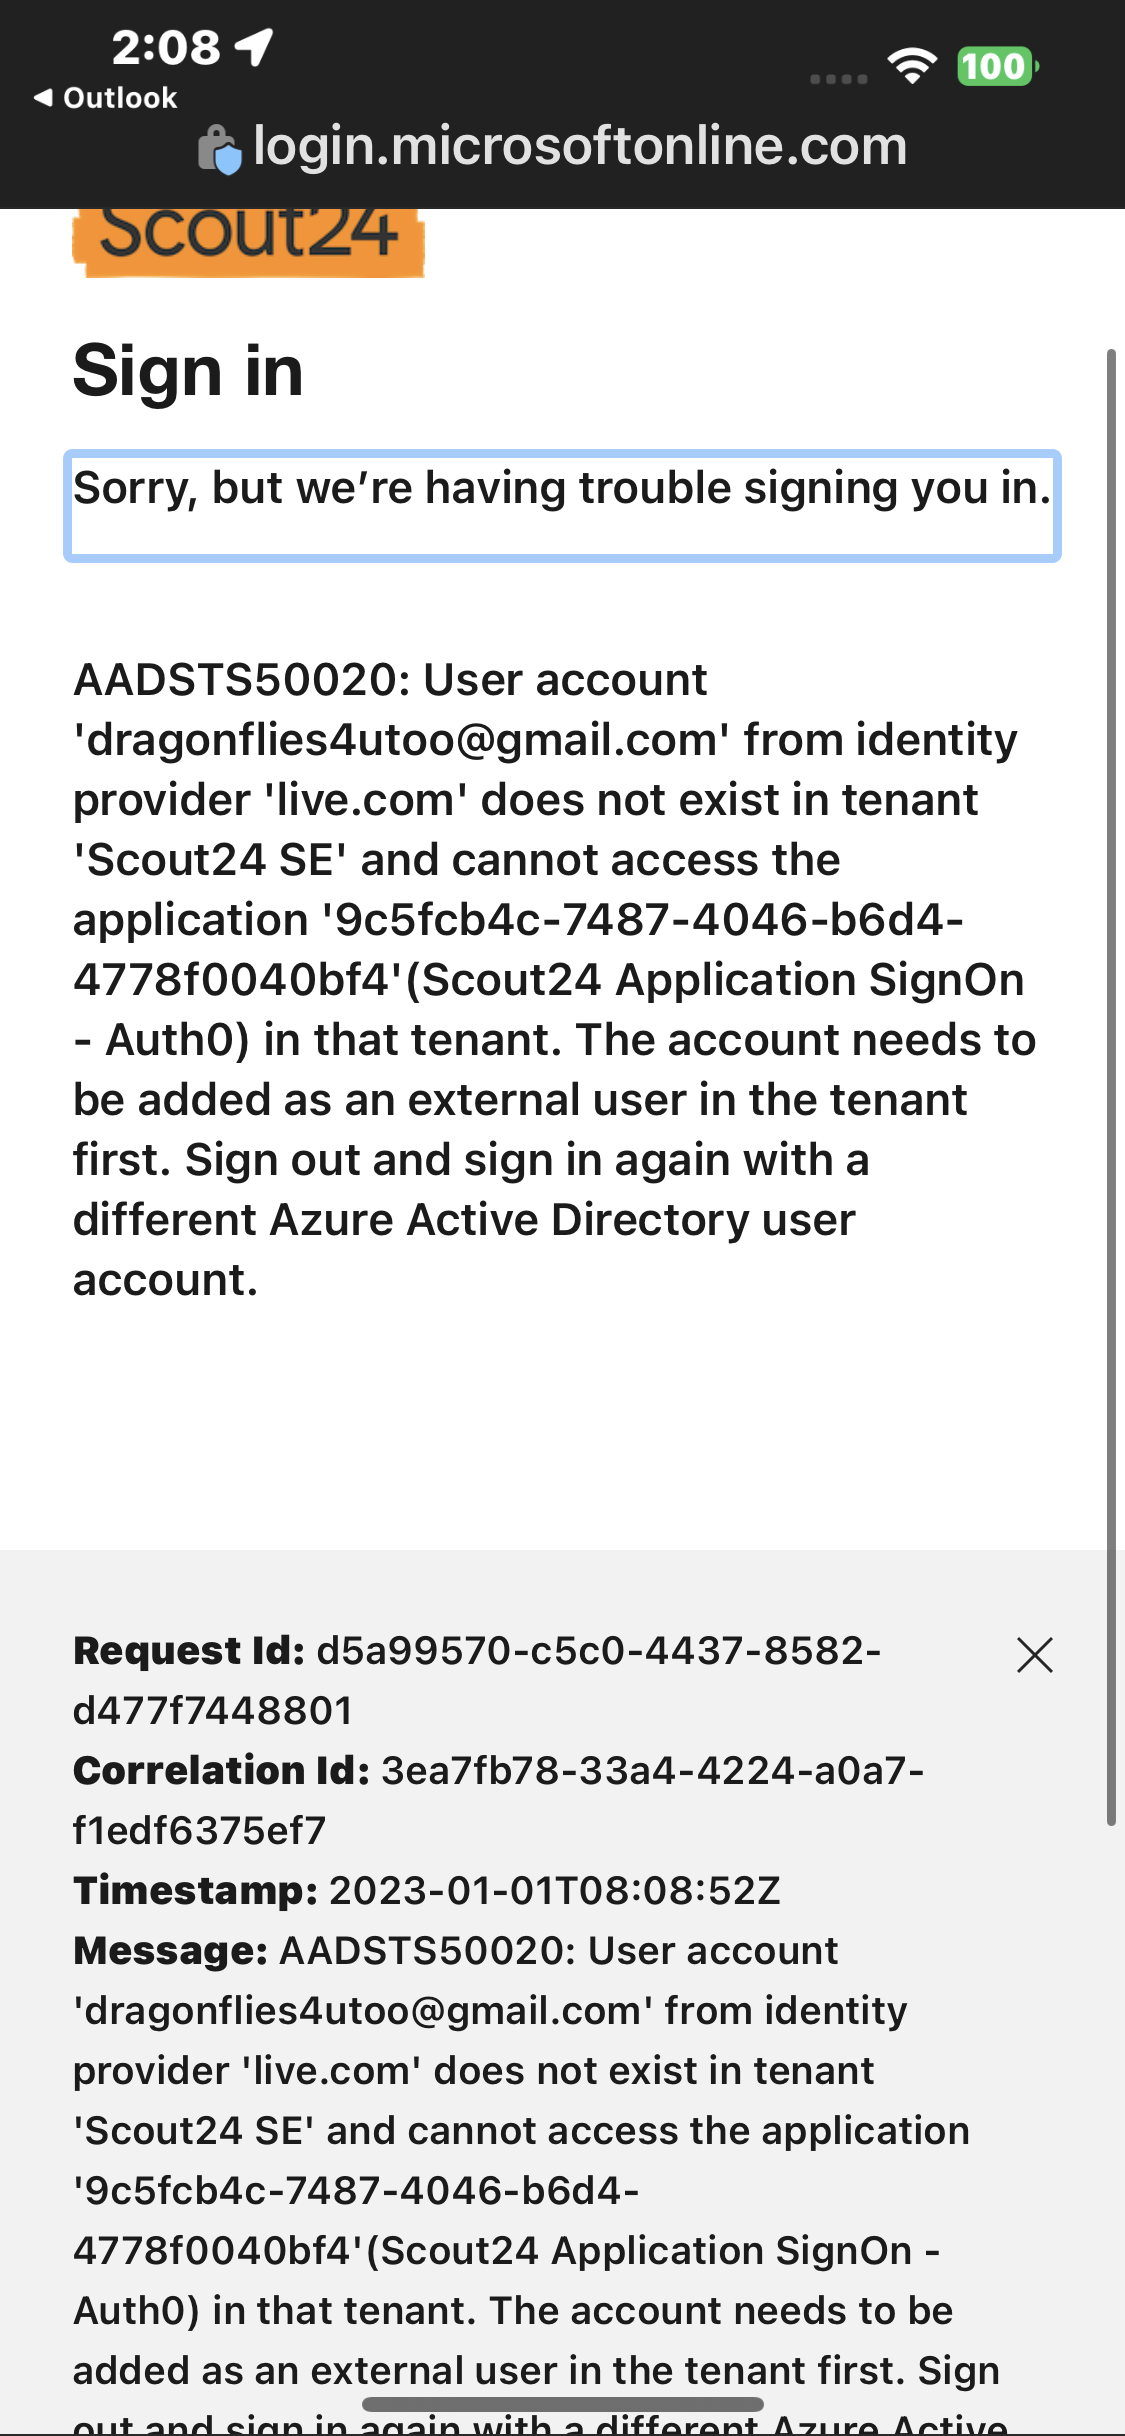 2:08
100
◀ Outlook
login.microsoftonline.com
Scout24
Sign in
Sorry, but we’re having trouble signing you in.
AADSTS50020: User account
'dragonflies4utoo@gmail.com' from identity
provider 'live.com' does not exist in tenant
'Scout24 SE' and cannot access the
application '9c5fcb4c-7487-4046-b6d4-
4778f0040bf4'(Scout24 Application SignOn
- Auth0) in that tenant. The account needs to
be added as an external user in the tenant
first. Sign out and sign in again with a
different Azure Active Directory user
account.
Request Id: d5a99570-c5c0-4437-8582-
d477f7448801
Correlation Id: 3ea7fb78-33a4-4224-a0a7-
f1edf6375ef7
Timestamp: 2023-01-01T08:08:52Z
Message: AADSTS50020: User account
'dragonflies4utoo@gmail.com' from identity
provider 'live.com' does not exist in tenant
'Scout24 SE' and cannot access the application
'9c5fcb4c-7487-4046-b6d4-
4778f0040bf4'(Scout24 Application SignOn -
Auth0) in that tenant. The account needs to be
added as an external user in the tenant first. Sign
out and sign in again with a different Azure Active